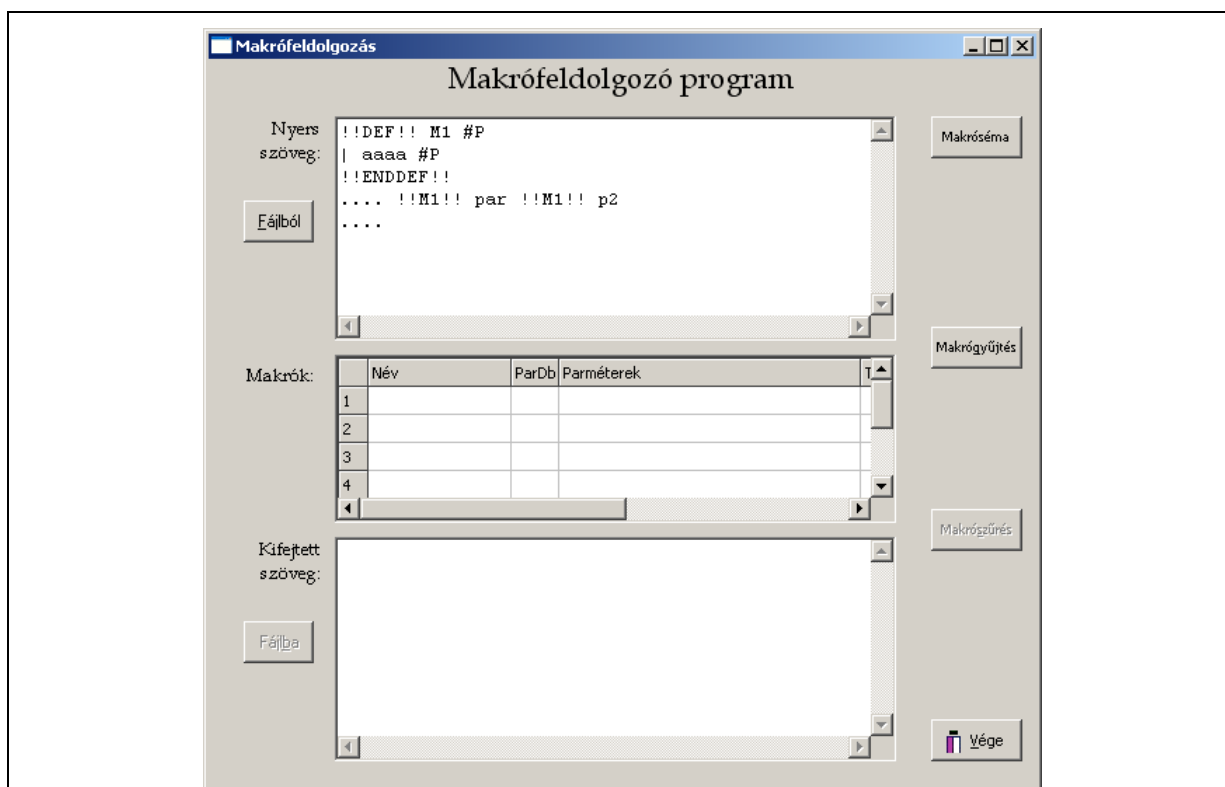 Makrófeldolgozás
Makrófeldolgozó program
Nyers
szöveg:
!!DEF!! M1 #P
| aaaa #P
!!ENDDEF!!
.... !!M1!! par !!M1!! p2
....
Makróséma
Fájlból
Makrógyűjtés
Makrók:
Név ParDb Parméterek T
1
2
3
4
Makrószűrés
Kifejtett
szöveg:
Fájlba
Vége